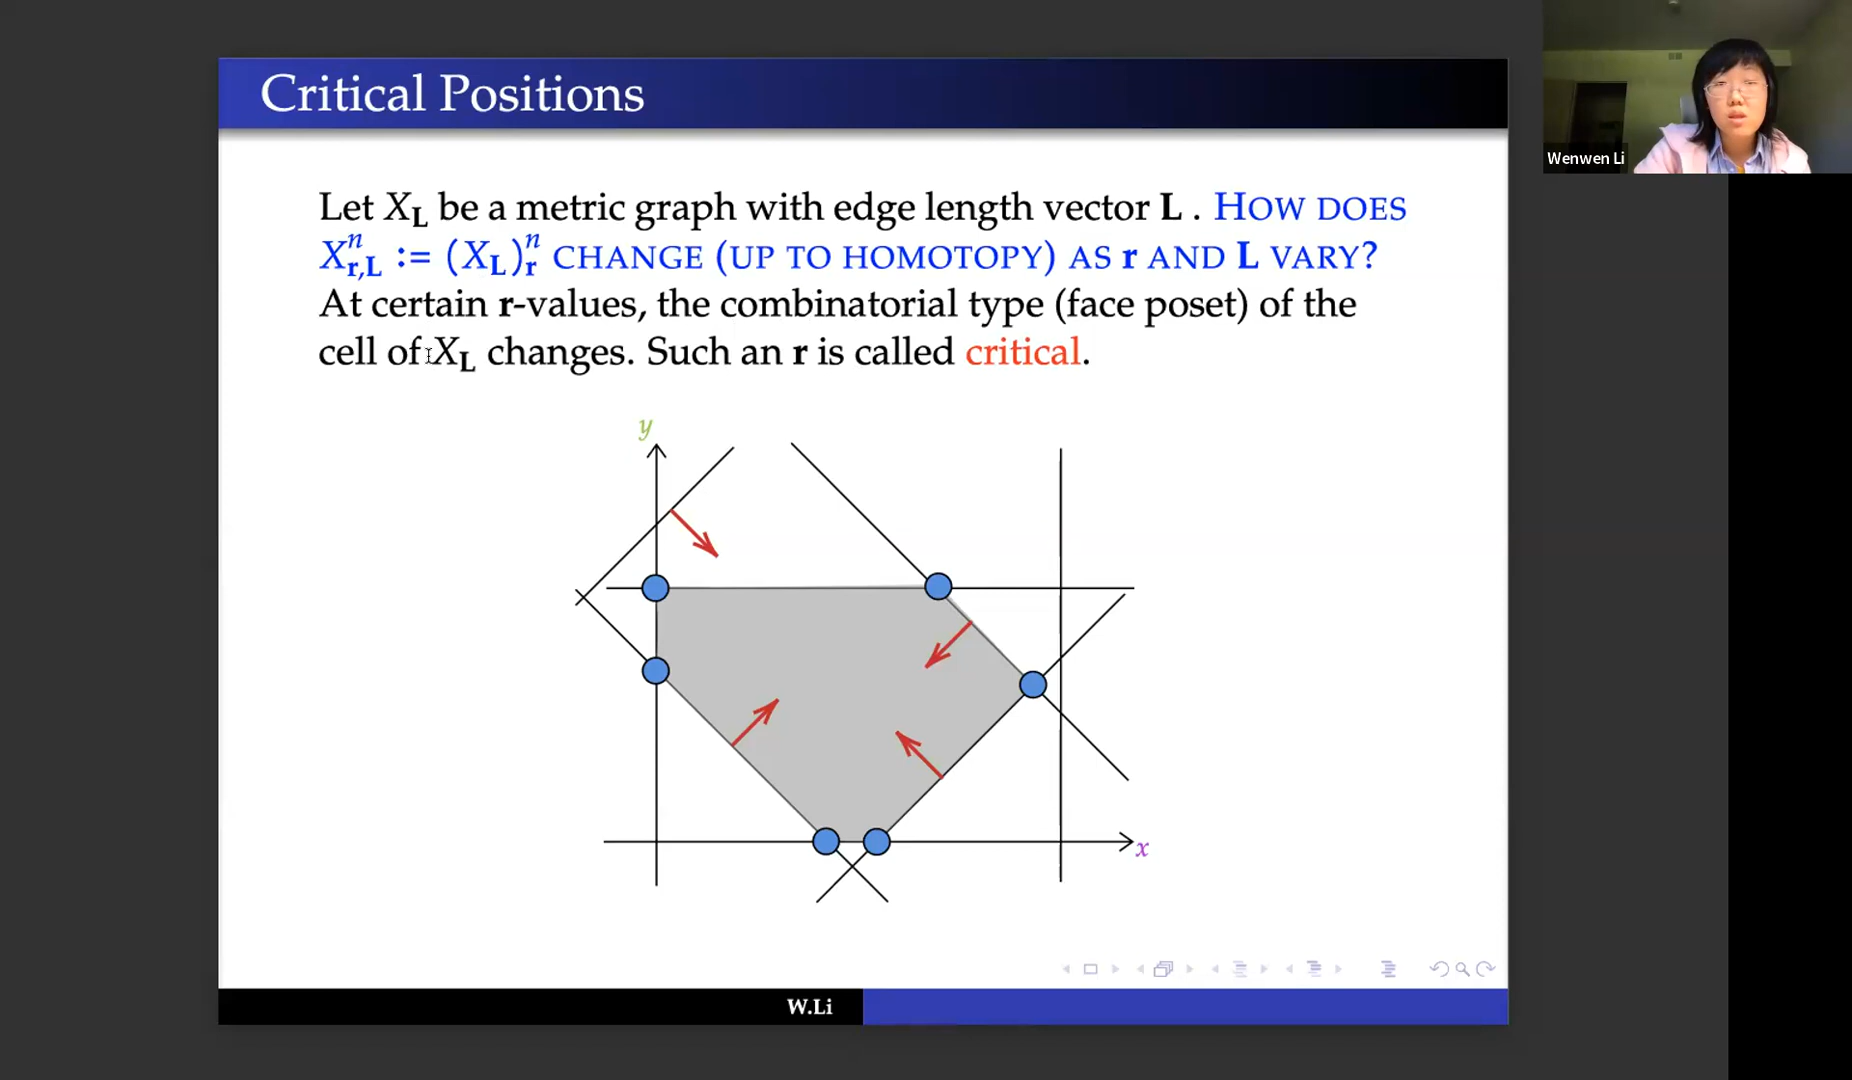 Critical Positions
Let X_L be a metric graph with edge length vector L . HOW DOES
X^n_{r,L} := (X_L)^n_r CHANGE (UP TO HOMOTOPY) AS r AND L VARY?
At certain r-values, the combinatorial type (face poset) of the
cell of X_L changes. Such an r is called critical.
y
x
W.Li
Wenwen Li